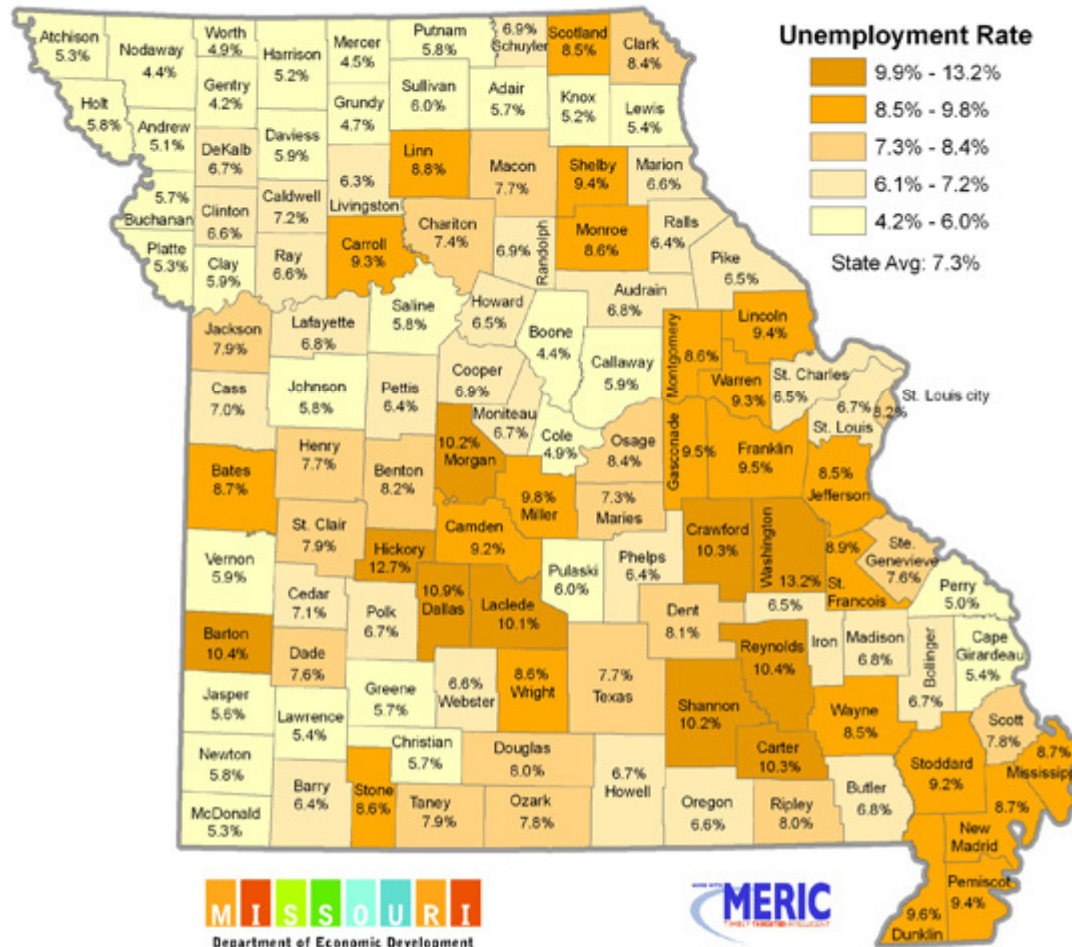 Unemployment Rate
9.9% - 13.2%
8.5% - 9.8%
7.3% - 8.4%
6.1% - 7.2%
4.2% - 6.0%
State Avg: 7.3%
Atchison
5.3%
Nodaway
4.4%
Worth
4.9%
Harrison
5.2%
Mercer
4.5%
Putnam
5.8%
6.9%
Schuyler
Scotland
8.5%
Clark
8.4%
Holt
5.8%
Andrew
5.1%
Gentry
4.2%
Daviess
5.9%
Grundy
4.7%
Sullivan
6.0%
Adair
5.7%
Knox
5.2%
Lewis
5.4%
DeKalb
6.7%
Linn
8.8%
Macon
7.7%
Shelby
9.4%
Marion
6.6%
5.7%
Buchanan
Clinton
6.6%
Caldwell
7.2%
6.3%
Livingston
Chariton
7.4%
6.9%
Randolph
Monroe
8.6%
Ralls
6.4%
Pike
6.5%
Platte
5.3%
Clay
5.9%
Ray
6.6%
Carroll
9.3%
Audrain
6.8%
Jackson
7.9%
Lafayette
6.8%
Saline
5.8%
Howard
6.5%
Boone
4.4%
Callaway
5.9%
Montgomery
8.6%
Lincoln
9.4%
Warren
9.3%
St. Charles
6.5%
6.7%
St. Louis
8.2%
St. Louis city
Cass
7.0%
Johnson
5.8%
Pettis
6.4%
Cooper
6.9%
Moniteau
6.7%
Cole
4.9%
Osage
8.4%
Gasconade
9.5%
Franklin
9.5%
8.5%
Jefferson
Bates
8.7%
Henry
7.7%
Benton
8.2%
10.2%
Morgan
9.8%
Miller
7.3%
Maries
Vernon
5.9%
St. Clair
7.9%
Hickory
12.7%
Camden
9.2%
Pulaski
6.0%
Phelps
6.4%
Crawford
10.3%
Washington
13.2%
8.9%
St.
Francois
Ste.
Genevieve
7.6%
Perry
5.0%
Barton
10.4%
Cedar
7.1%
Polk
6.7%
10.9%
Dallas
Laclede
10.1%
Dent
8.1%
6.5%
Iron
Madison
6.8%
Bollinger
6.7%
Cape
Girardeau
5.4%
Dade
7.6%
Jasper
5.6%
Lawrence
5.4%
Greene
5.7%
6.6%
Webster
8.6%
Wright
7.7%
Texas
Shannon
10.2%
Reynolds
10.4%
Wayne
8.5%
Scott
7.8%
Newton
5.8%
Christian
5.7%
Douglas
8.0%
6.7%
Howell
Carter
10.3%
Stoddard
9.2%
8.7%
Mississipp
McDonald
5.3%
Barry
6.4%
Stone
8.6%
Taney
7.9%
Ozark
7.8%
Oregon
6.6%
Ripley
8.0%
Butler
6.8%
8.7%
New
Madrid
Pemiscot
9.4%
9.6%
Dunklin
MISSOURI
Department of Economic Development
MERIC